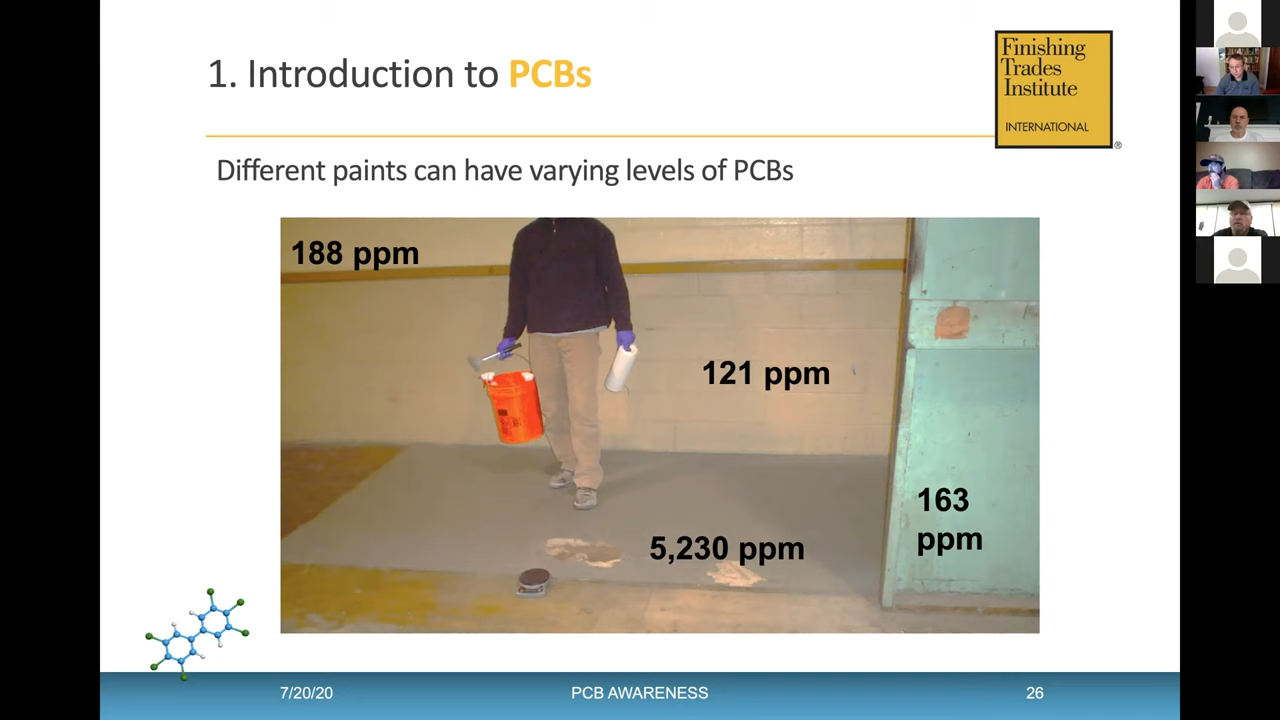 1. Introduction to PCBs
Finishing
Trades
Institute
INTERNATIONAL
®
Different paints can have varying levels of PCBs
188 ppm
121 ppm
163
ppm
5,230 ppm
7/20/20
PCB AWARENESS
26